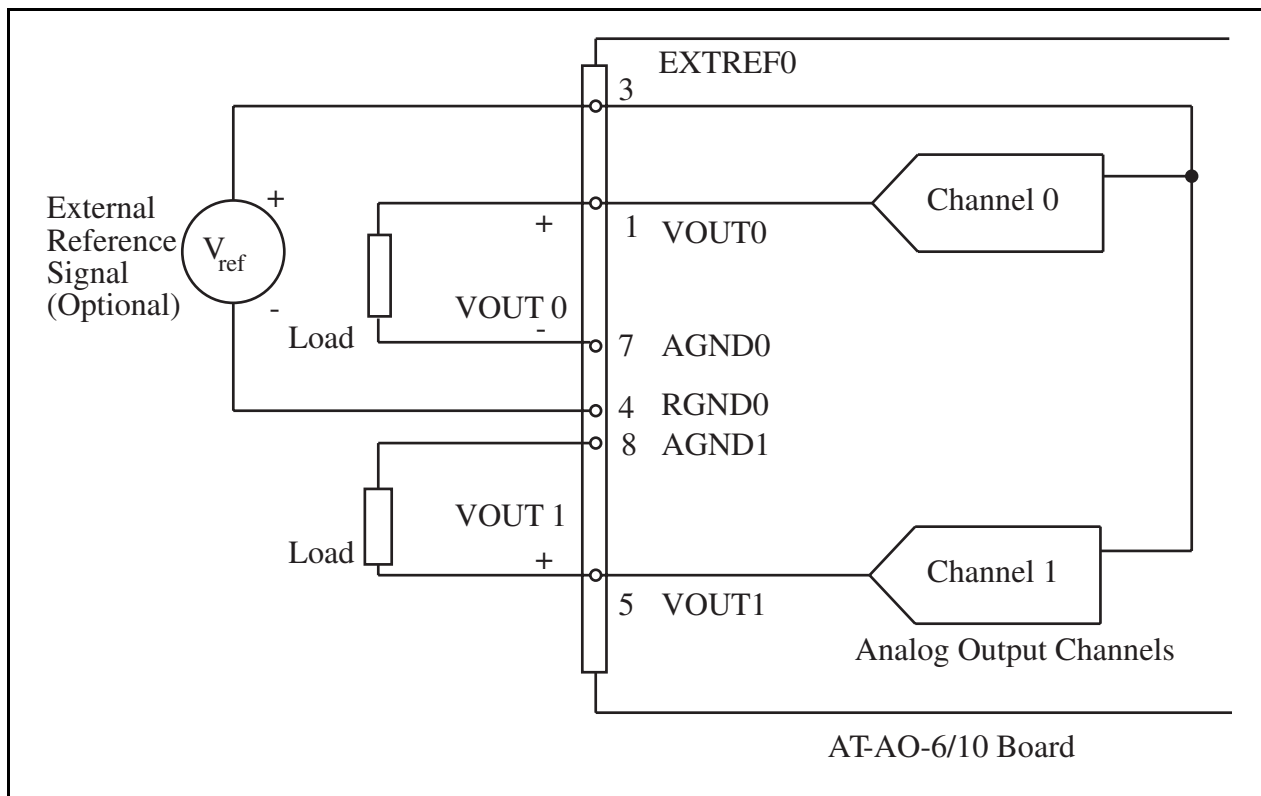 EXTREF0
3
External
Reference
Signal
(Optional)
+
V
ref
-
+
1 VOUT0
Channel 0
VOUT 0
-
Load
7 AGND0
4 RGND0
8 AGND1
VOUT 1
Load
+
5 VOUT1
Channel 1
Analog Output Channels
AT-AO-6/10 Board